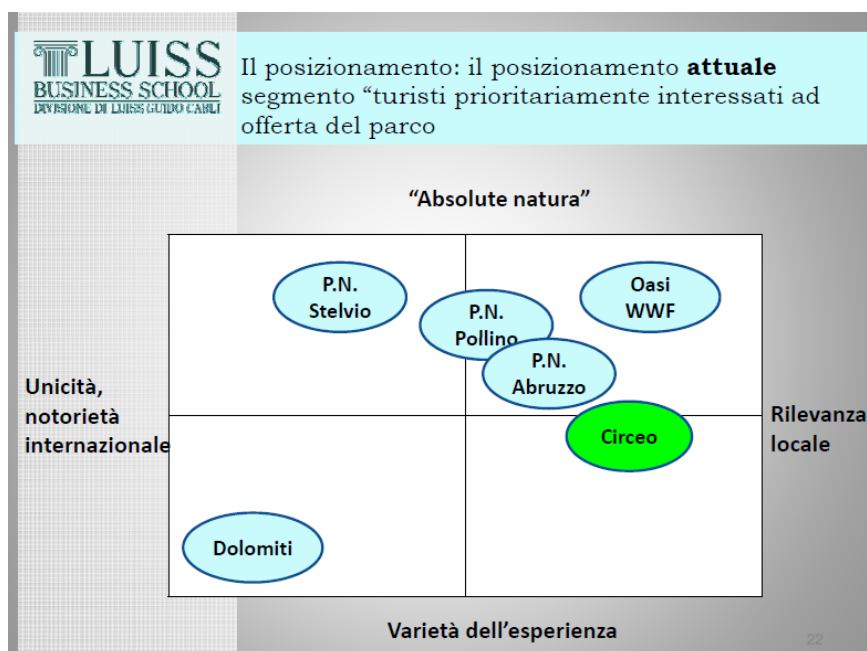 LUISS
BUSINESS SCHOOL
DIVISIONE DI LUISS GUIDO CARLI
Il posizionamento: il posizionamento attuale
segmento “turisti prioritariamente interessati ad
offerta del parco
“Absolute natura”
P.N.
Stelvio
P.N.
Pollino
Oasi
WWF
P.N.
Abruzzo
Unicità,
notorietà
internazionale
Circeo
Rilevanza
locale
Dolomiti
Varietà dell’esperienza
22